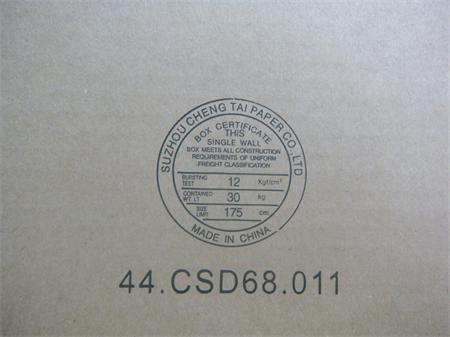 SUZHOU CHENG TAI PAPER CO.,LTD
BOX CERTIFICATE
THIS
SINGLE WALL
BOX MEETS ALL CONSTRUCTION
REQUIREMENTS OF UNIFORM
FREIGHT CLASSIFICATION
BURSTING TEST 12 Kgf/cm²
CONTAINED WT. LT 30 kg
SIZE LIMIT 175 cm
MADE IN CHINA
44.CSD68.011